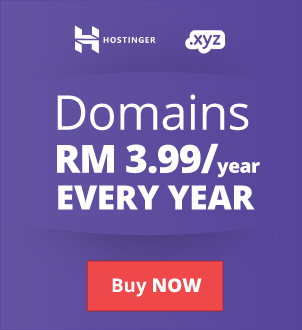 HOSTINGER .xyz
Domains
RM 3.99/year
EVERY YEAR
Buy NOW